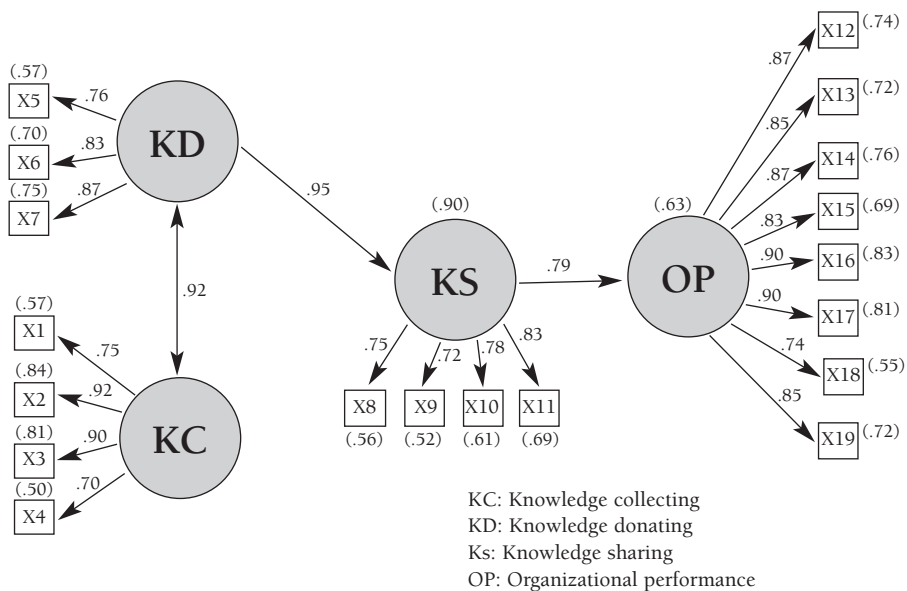 (.57)
X5
.76
(.70)
X6
.83
(.75)
X7
.87
KD
.95
.92
(.57)
X1
.75
(.84)
X2
.92
(.81)
X3
.90
(.50)
X4
.70
KC
(.90)
KS
.79
.75
.72
.78
.83
X8
X9
X10
X11
(.56)
(.52)
(.61)
(.69)
(.63)
OP
.87
X12 (.74)
.85
X13 (.72)
.87
X14 (.76)
.83
X15 (.69)
.90
X16 (.83)
.90
X17 (.81)
.74
X18 (.55)
.85
X19 (.72)
KC: Knowledge collecting
KD: Knowledge donating
Ks: Knowledge sharing
OP: Organizational performance